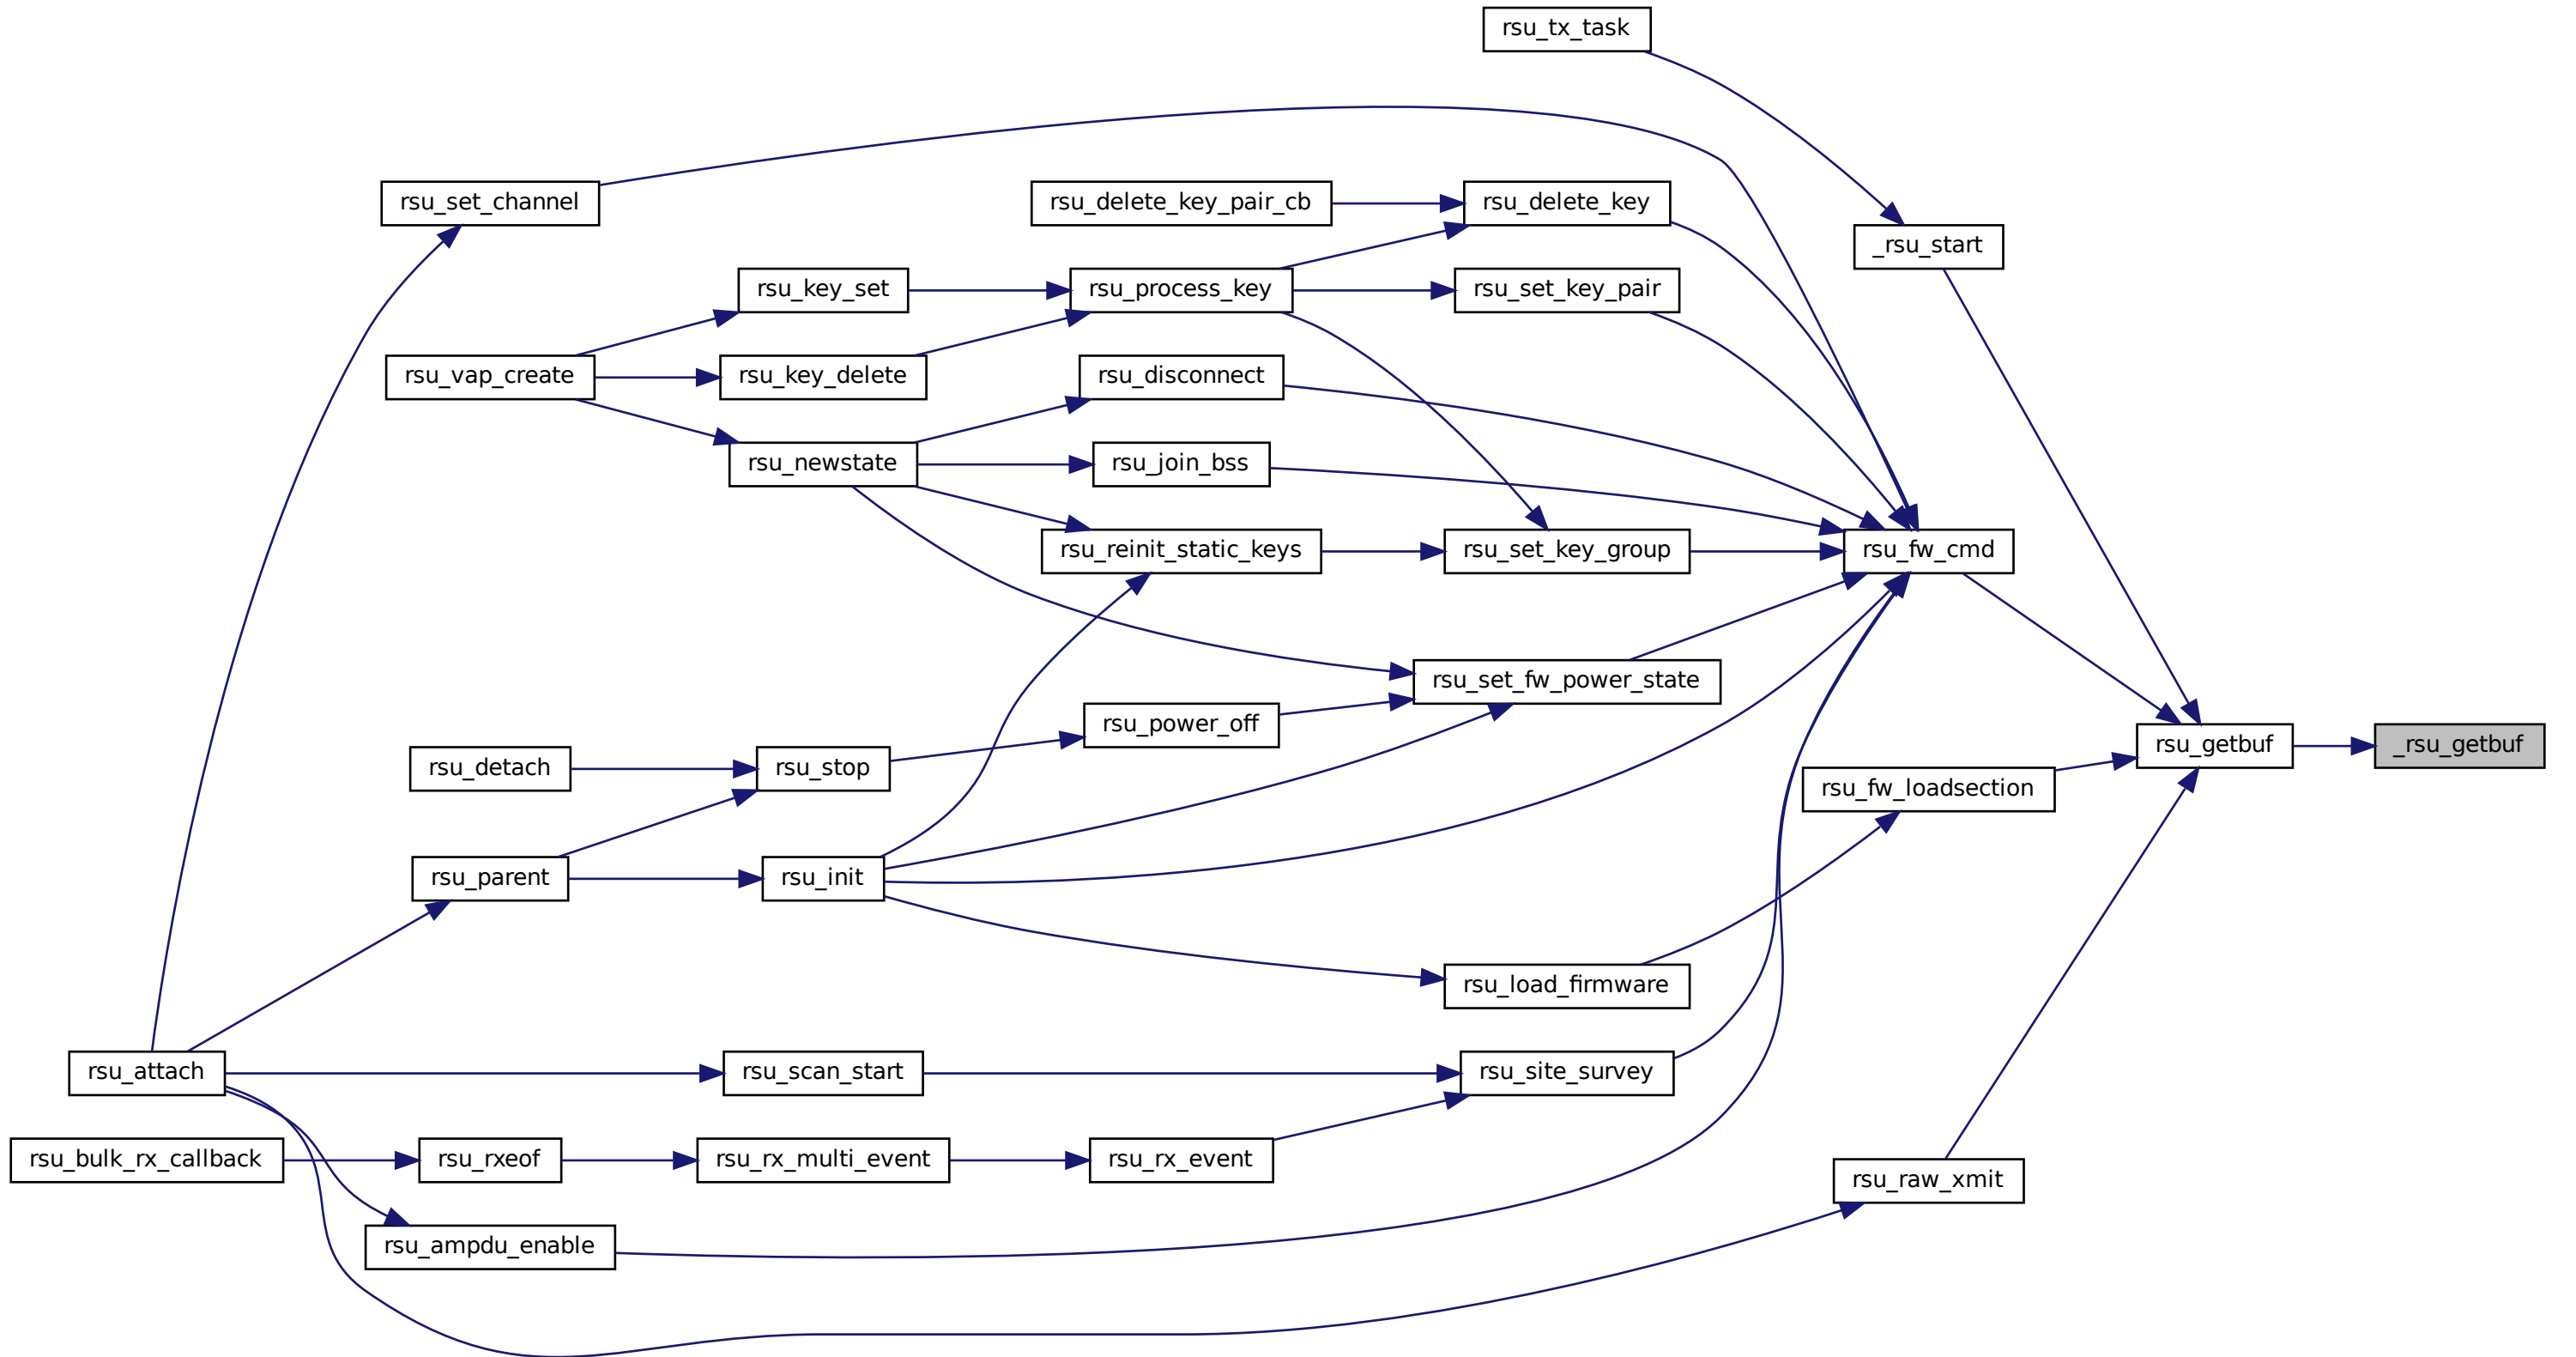 rsu_tx_task
rsu_set_channel
rsu_delete_key_pair_cb
rsu_delete_key
_rsu_start
rsu_key_set
rsu_process_key
rsu_set_key_pair
rsu_vap_create
rsu_key_delete
rsu_disconnect
rsu_newstate
rsu_join_bss
rsu_reinit_static_keys
rsu_set_key_group
rsu_fw_cmd
rsu_set_fw_power_state
rsu_power_off
rsu_getbuf
_rsu_getbuf
rsu_detach
rsu_stop
rsu_fw_loadsection
rsu_parent
rsu_init
rsu_load_firmware
rsu_attach
rsu_scan_start
rsu_site_survey
rsu_bulk_rx_callback
rsu_rxeof
rsu_rx_multi_event
rsu_rx_event
rsu_raw_xmit
rsu_ampdu_enable